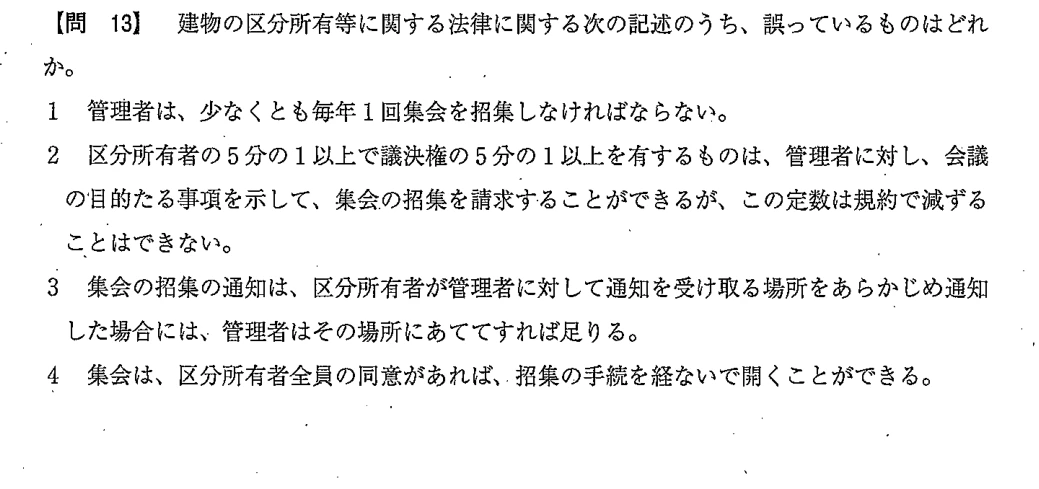 【問　13】　建物の区分所有等に関する法律に関する次の記述のうち、誤っているものはどれ
か。
1　管理者は、少なくとも毎年1回集会を招集しなければならない。
2　区分所有者の5分の1以上で議決権の5分の1以上を有するものは、管理者に対し、会議
の目的たる事項を示して、集会の招集を請求することができるが、この定数は規約で減ずる
ことはできない。
3　集会の招集の通知は、区分所有者が管理者に対して通知を受け取る場所をあらかじめ通知
した場合には、管理者はその場所にあててすれば足りる。
4　集会は、区分所有者全員の同意があれば、招集の手続を経ないで開くことができる。